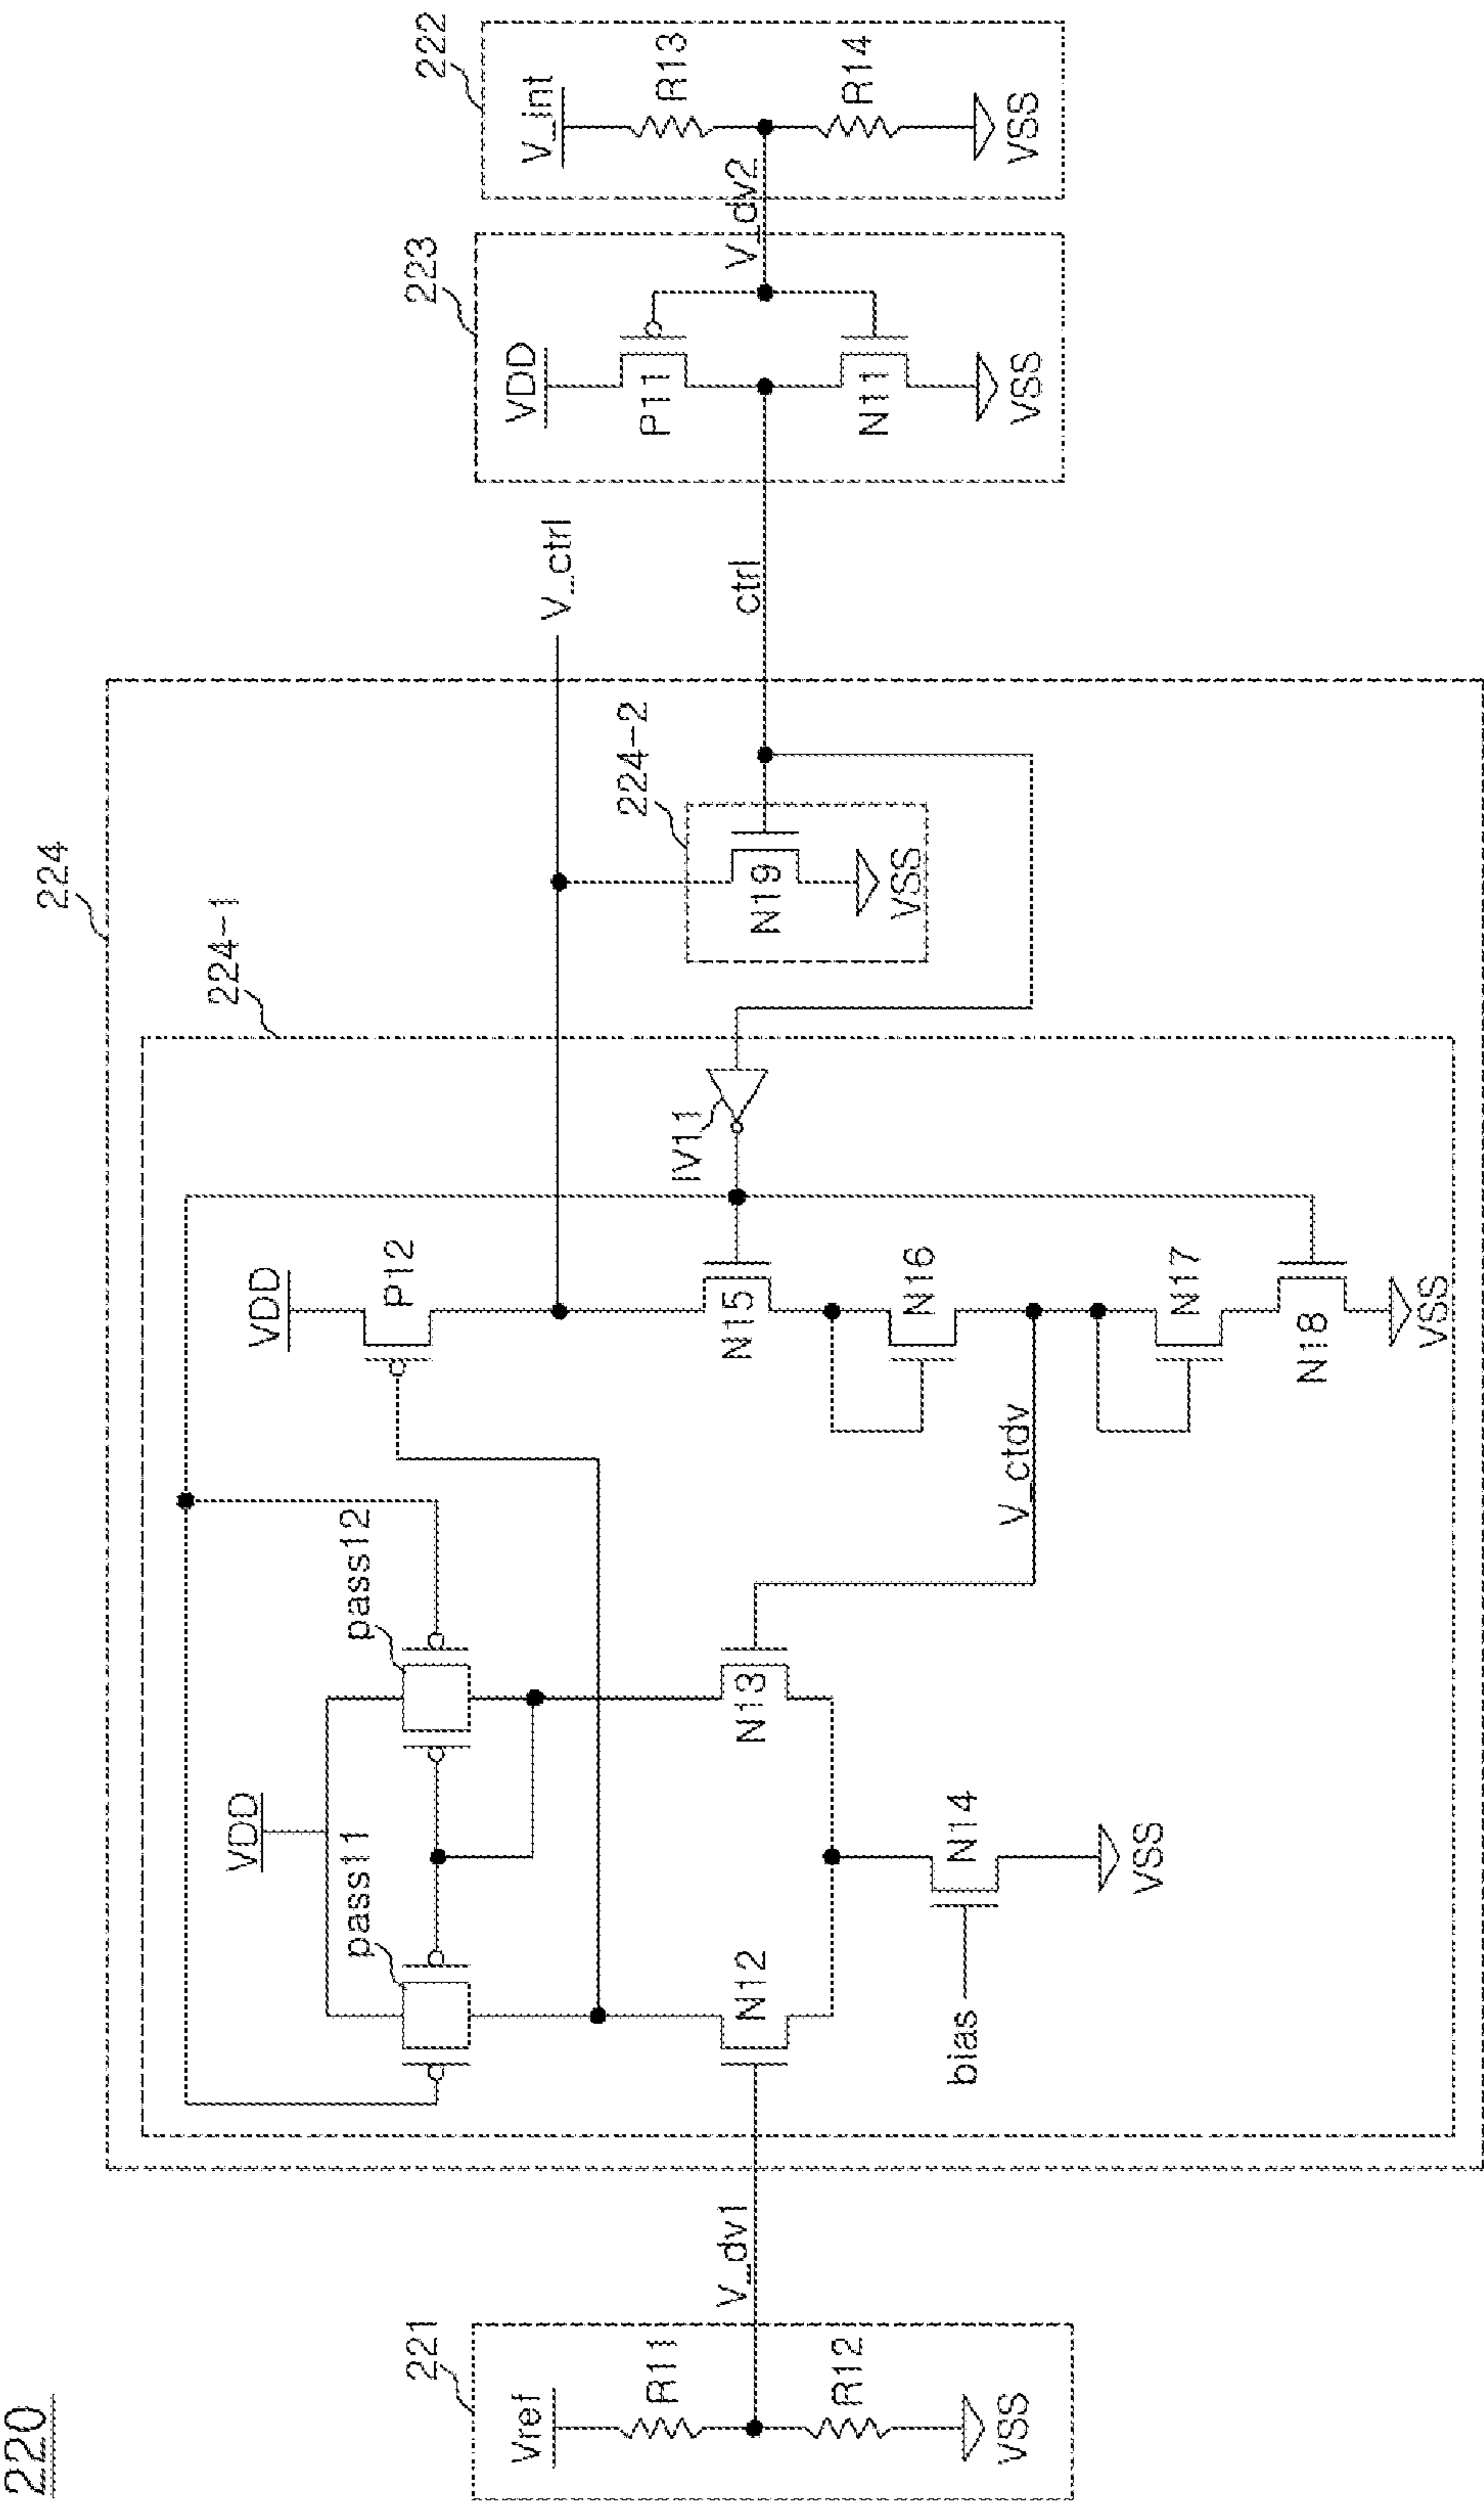 220
221
Vref
R11
R12
VSS
V_dv1
224
224-1
VDD
pass11
pass12
N12
N13
bias
N14
VSS
VDD
P12
V_ctdv
N15
N16
N17
N18
VSS
IV11
224-2
N19
VSS
V_ctrl
ctrl
223
VDD
P11
N11
VSS
V_dv2
222
V_int
R13
R14
VSS